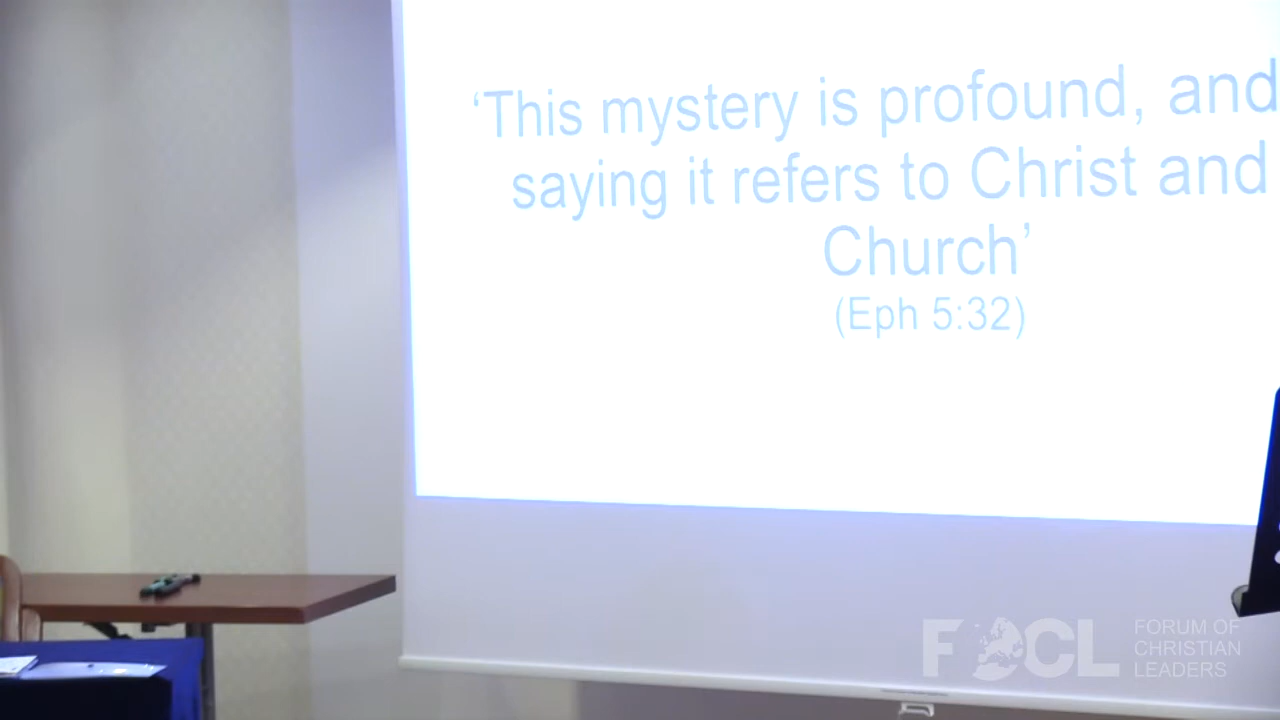 ‘This mystery is profound, and
saying it refers to Christ and
Church’
(Eph 5:32)
FOCL
FORUM OF
CHRISTIAN
LEADERS